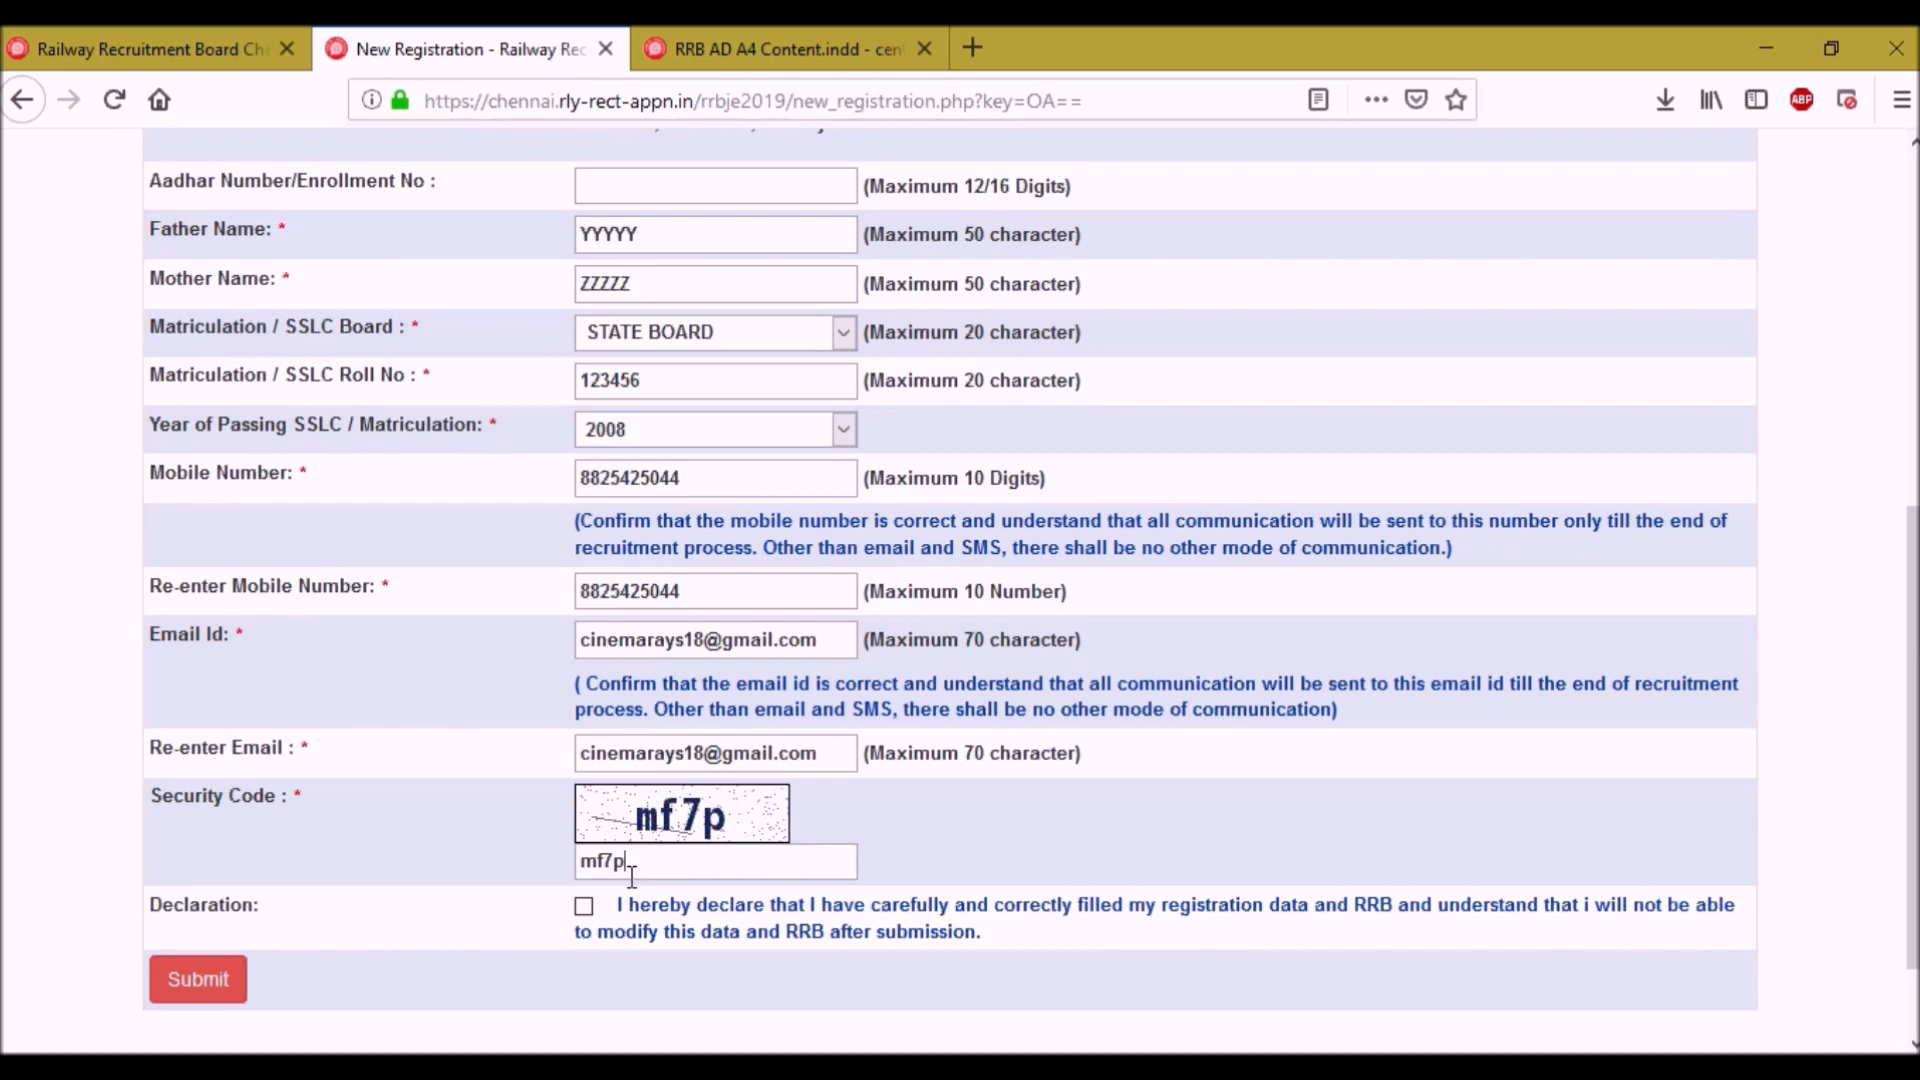 Railway Recruitment Board Che
New Registration - Railway Rec
RRB AD A4 Content.indd - cen
https://chennai.rly-rect-appn.in/rrbje2019/new_registration.php?key=OA==
ABP
Aadhar Number/Enrollment No :
(Maximum 12/16 Digits)
Father Name: *
YYYYY
(Maximum 50 character)
Mother Name: *
ZZZZZ
(Maximum 50 character)
Matriculation / SSLC Board : *
STATE BOARD
(Maximum 20 character)
Matriculation / SSLC Roll No : *
123456
(Maximum 20 character)
Year of Passing SSLC / Matriculation: *
2008
Mobile Number: *
8825425044
(Maximum 10 Digits)
(Confirm that the mobile number is correct and understand that all communication will be sent to this number only till the end of
recruitment process. Other than email and SMS, there shall be no other mode of communication.)
Re-enter Mobile Number: *
8825425044
(Maximum 10 Number)
Email Id: *
cinemarays18@gmail.com
(Maximum 70 character)
( Confirm that the email id is correct and understand that all communication will be sent to this email id till the end of recruitment
process. Other than email and SMS, there shall be no other mode of communication)
Re-enter Email : *
cinemarays18@gmail.com
(Maximum 70 character)
Security Code : *
mf7p
mf7p
Declaration:
I hereby declare that I have carefully and correctly filled my registration data and RRB and understand that i will not be able
to modify this data and RRB after submission.
Submit